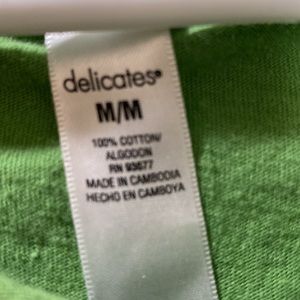 delicates®
M/M
100% COTTON/
ALGODON
RN 93677
MADE IN CAMBODIA
HECHO EN CAMBOYA